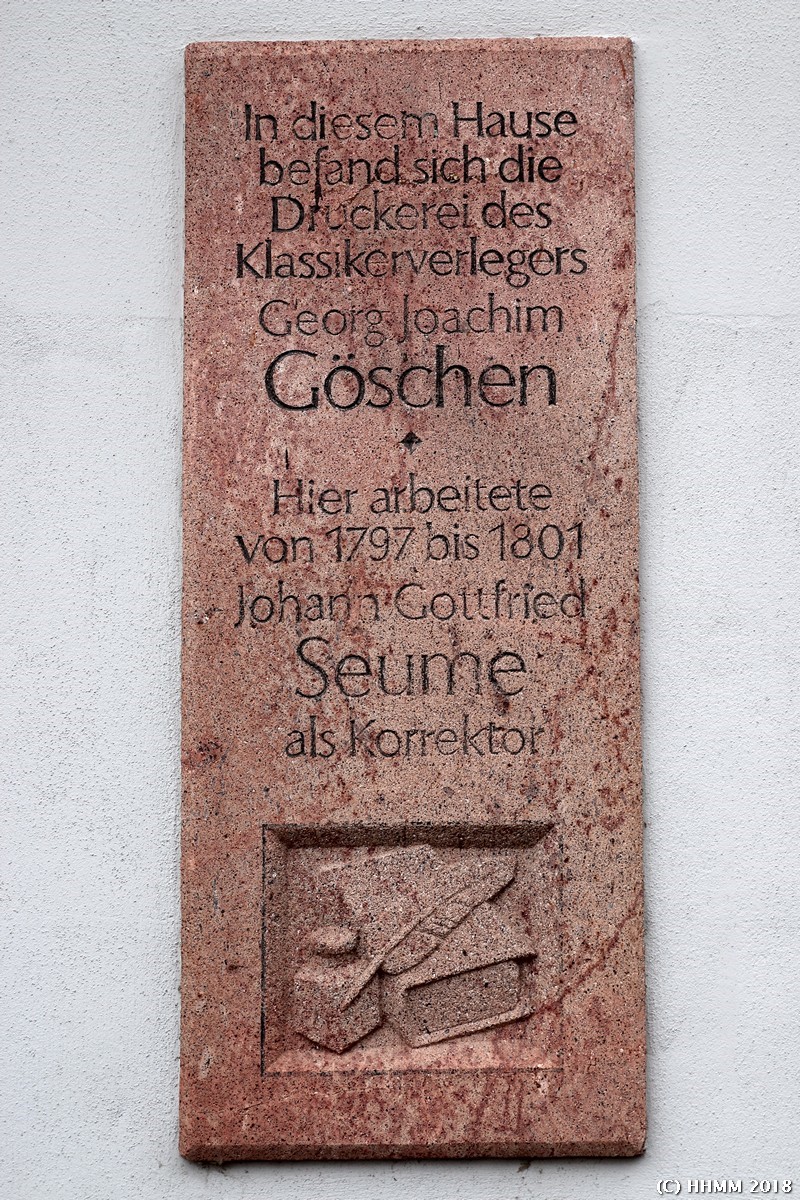 In diesem Hause
befand sich die
Druckerei des
Klassikerverlegers
Georg Joachim
Göschen
Hier arbeitete
von 1797 bis 1801
Johann Gottfried
Seume
als Korrektor
(C) HHMM 2018